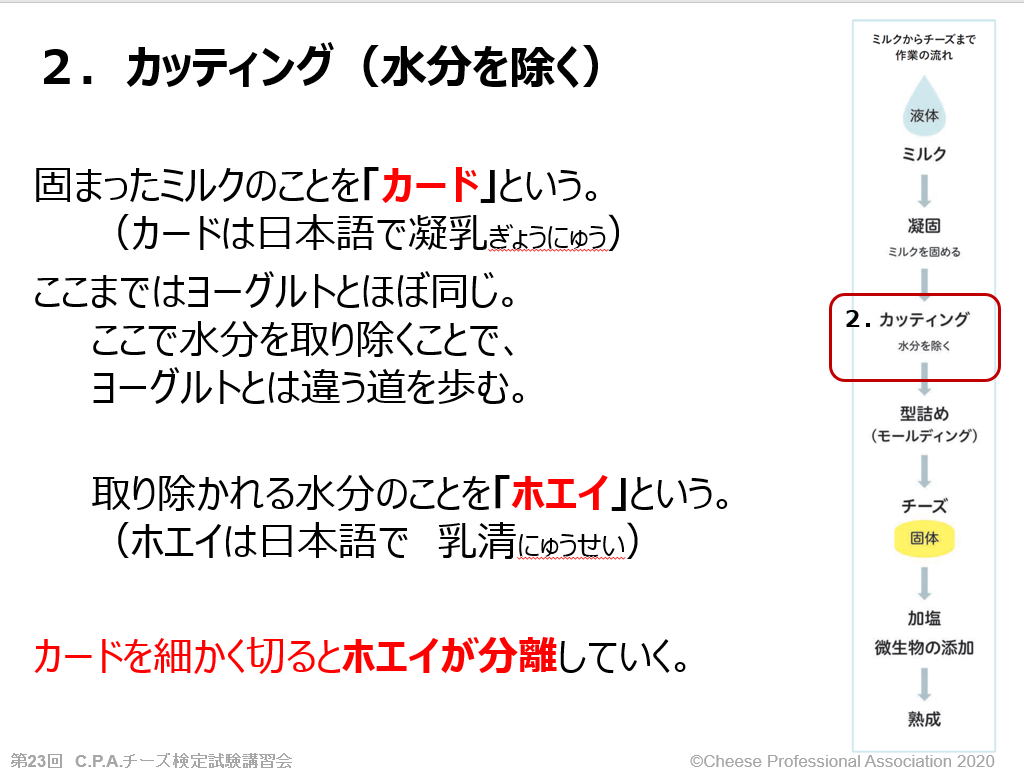 ２．カッティング（水分を除く）
固まったミルクのことを「カード」という。
（カードは日本語で凝乳ぎょうにゅう）
ここまではヨーグルトとほぼ同じ。
ここで水分を取り除くことで、
ヨーグルトとは違う道を歩む。
取り除かれる水分のことを「ホエイ」という。
（ホエイは日本語で　乳清にゅうせい）
カードを細かく切るとホエイが分離していく。
ミルクからチーズまで
作業の流れ
液体
ミルク
凝固
ミルクを固める
2. カッティング
水分を除く
型詰め
（モールディング）
チーズ
固体
加塩
微生物の添加
熟成
第23回　C.P.A.チーズ検定試験講習会
©Cheese Professional Association 2020